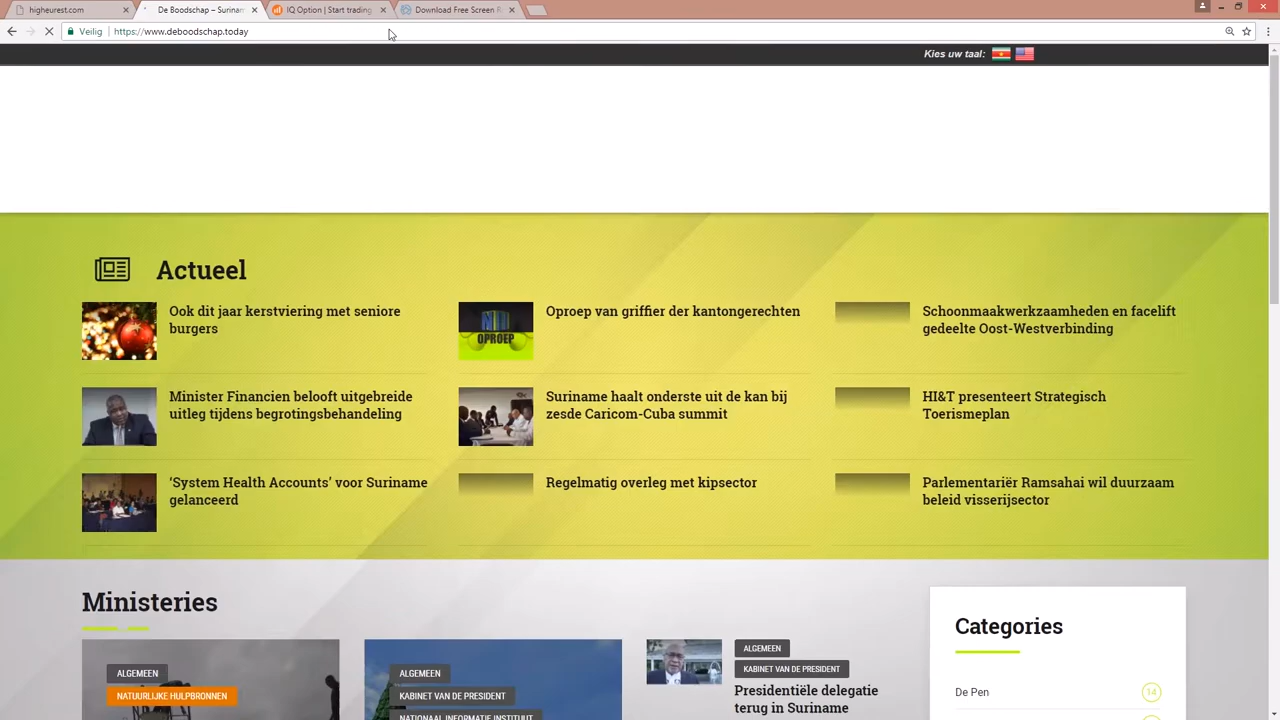 higheurest.com
De Boodschap – Surinam
IQ Option | Start trading
Download Free Screen R
Veilig
https://www.deboodschap.today
Kies uw taal:
Actueel
Ook dit jaar kerstviering met seniore
burgers
Oproep van griffier der kantongerechten
Schoonmaakwerkzaamheden en facelift
gedeelte Oost-Westverbinding
OPROEP
Minister Financien belooft uitgebreide
uitleg tijdens begrotingsbehandeling
Suriname haalt onderste uit de kan bij
zesde Caricom-Cuba summit
HI&T presenteert Strategisch
Toerismeplan
‘System Health Accounts’ voor Suriname
gelanceerd
Regelmatig overleg met kipsector
Parlementariër Ramsahai wil duurzaam
beleid visserijsector
Ministeries
ALGEMEEN
NATUURLIJKE HULPBRONNEN
ALGEMEEN
KABINET VAN DE PRESIDENT
NATIONAAL INFORMATIE INSTITUUT
ALGEMEEN
KABINET VAN DE PRESIDENT
Presidentiële delegatie
terug in Suriname
Categories
De Pen
14